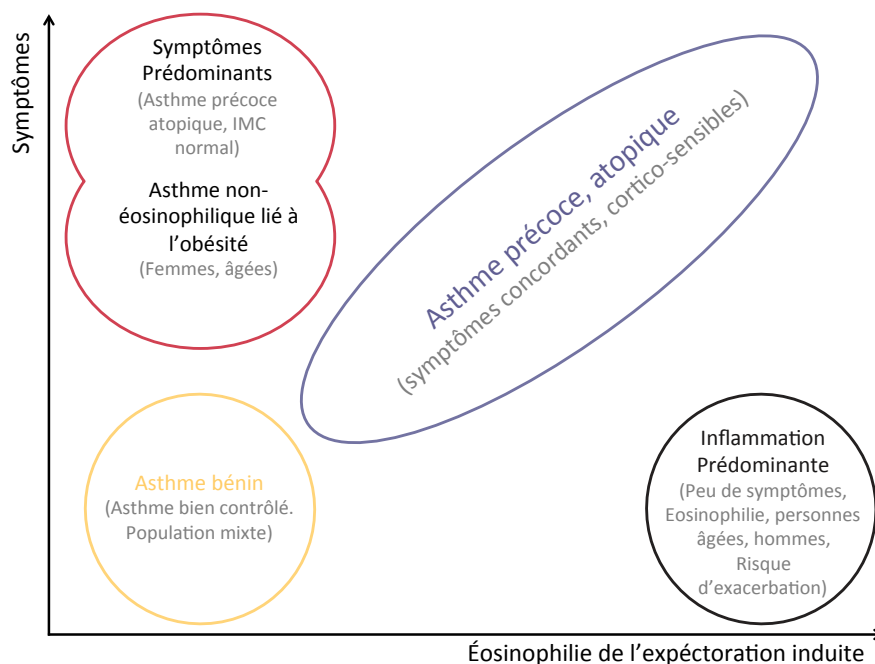 Symptômes
Symptômes
Prédominants
(Asthme précoce
atopique, IMC
normal)
Asthme non-
éosinophilique lié à
l’obésité
(Femmes, âgées)
Asthme précoce, atopique
(symptômes concordants, cortico-sensibles)
Asthme bénin
(Asthme bien contrôlé.
Population mixte)
Inflammation
Prédominante
(Peu de symptômes,
Eosinophilie, personnes
âgées, hommes,
Risque
d’exacerbation)
Éosinophilie de l’expéctoration induite